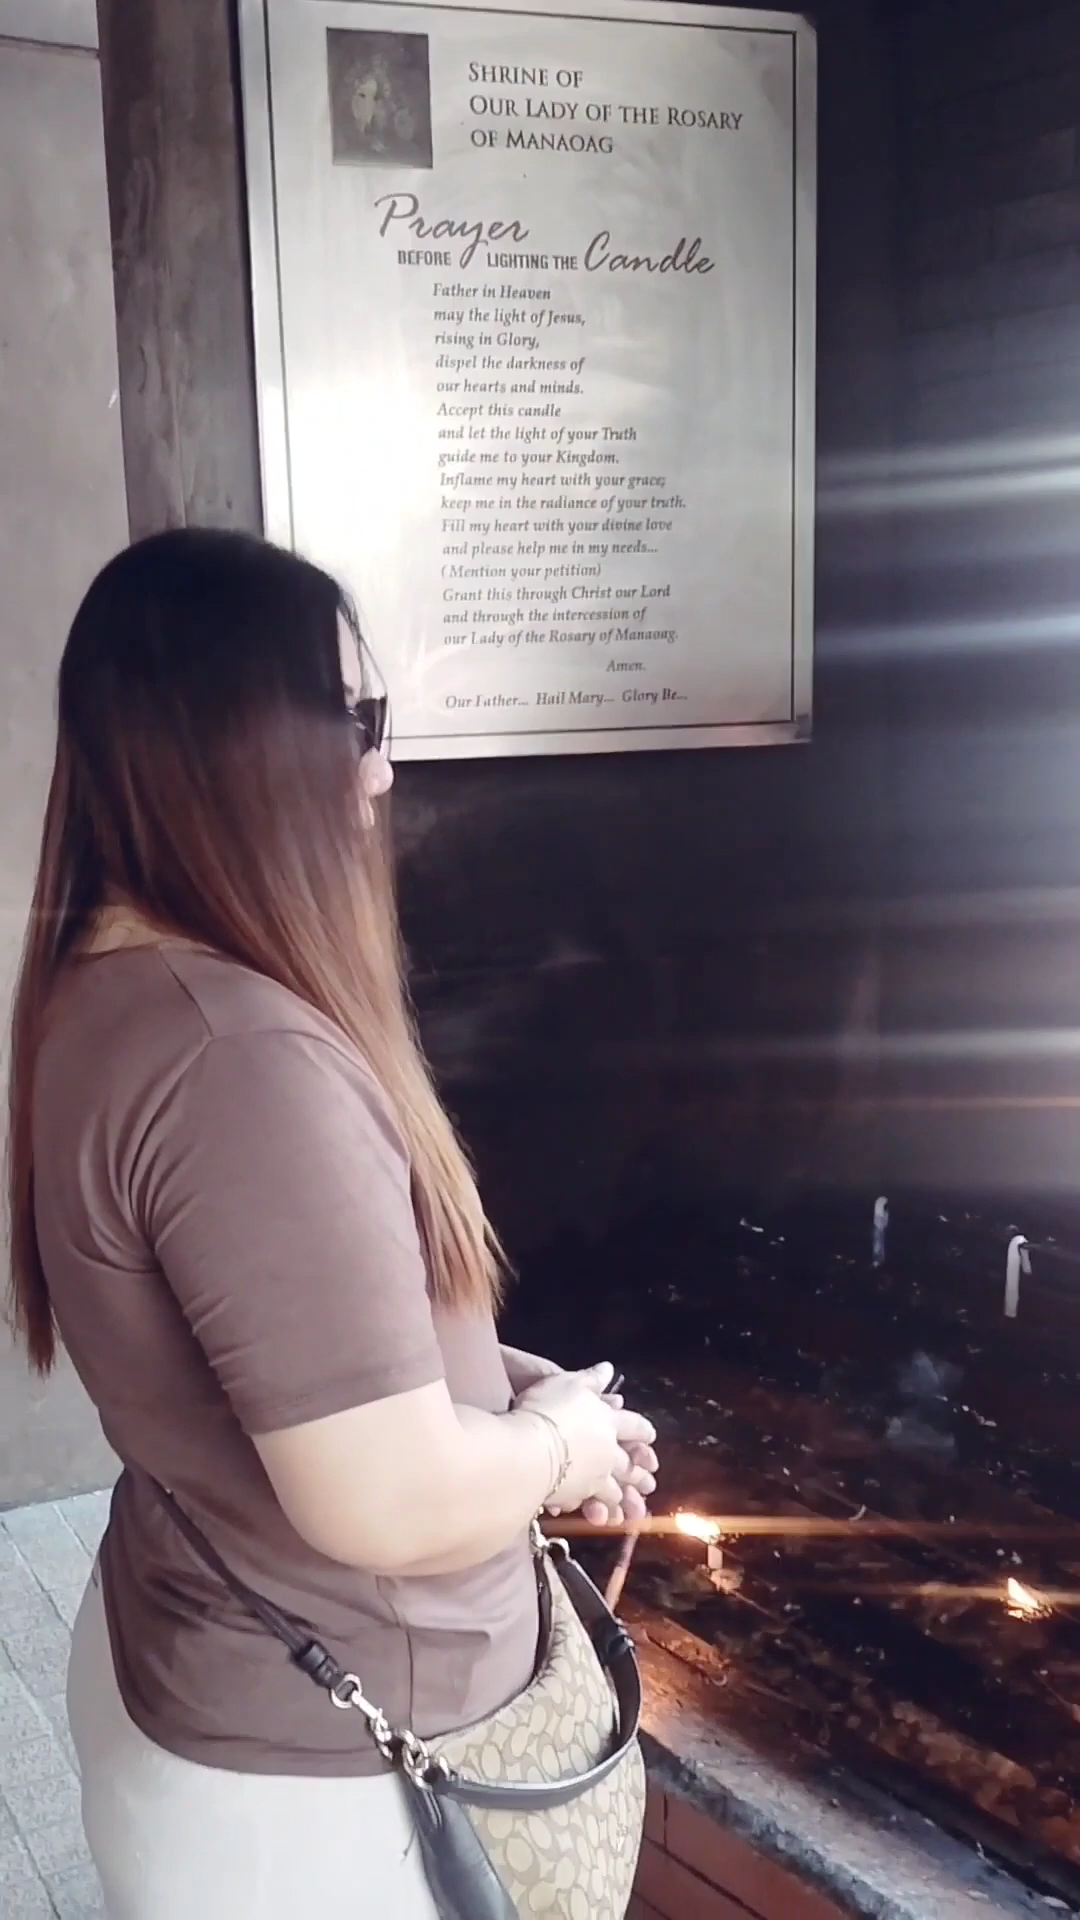 SHRINE OF
OUR LADY OF THE ROSARY
OF MANAOAG
Prayer
BEFORE LIGHTING THE Candle
Father in Heaven
may the light of Jesus,
rising in Glory,
dispel the darkness of
our hearts and minds.
Accept this candle
and let the light of your Truth
guide me to your Kingdom.
Inflame my heart with your grace;
keep me in the radiance of your truth.
Fill my heart with your divine love
and please help me in my needs...
(Mention your petition)
Grant this through Christ our Lord
and through the intercession of
our Lady of the Rosary of Manaoag.
Amen.
Our Father... Hail Mary... Glory Be...